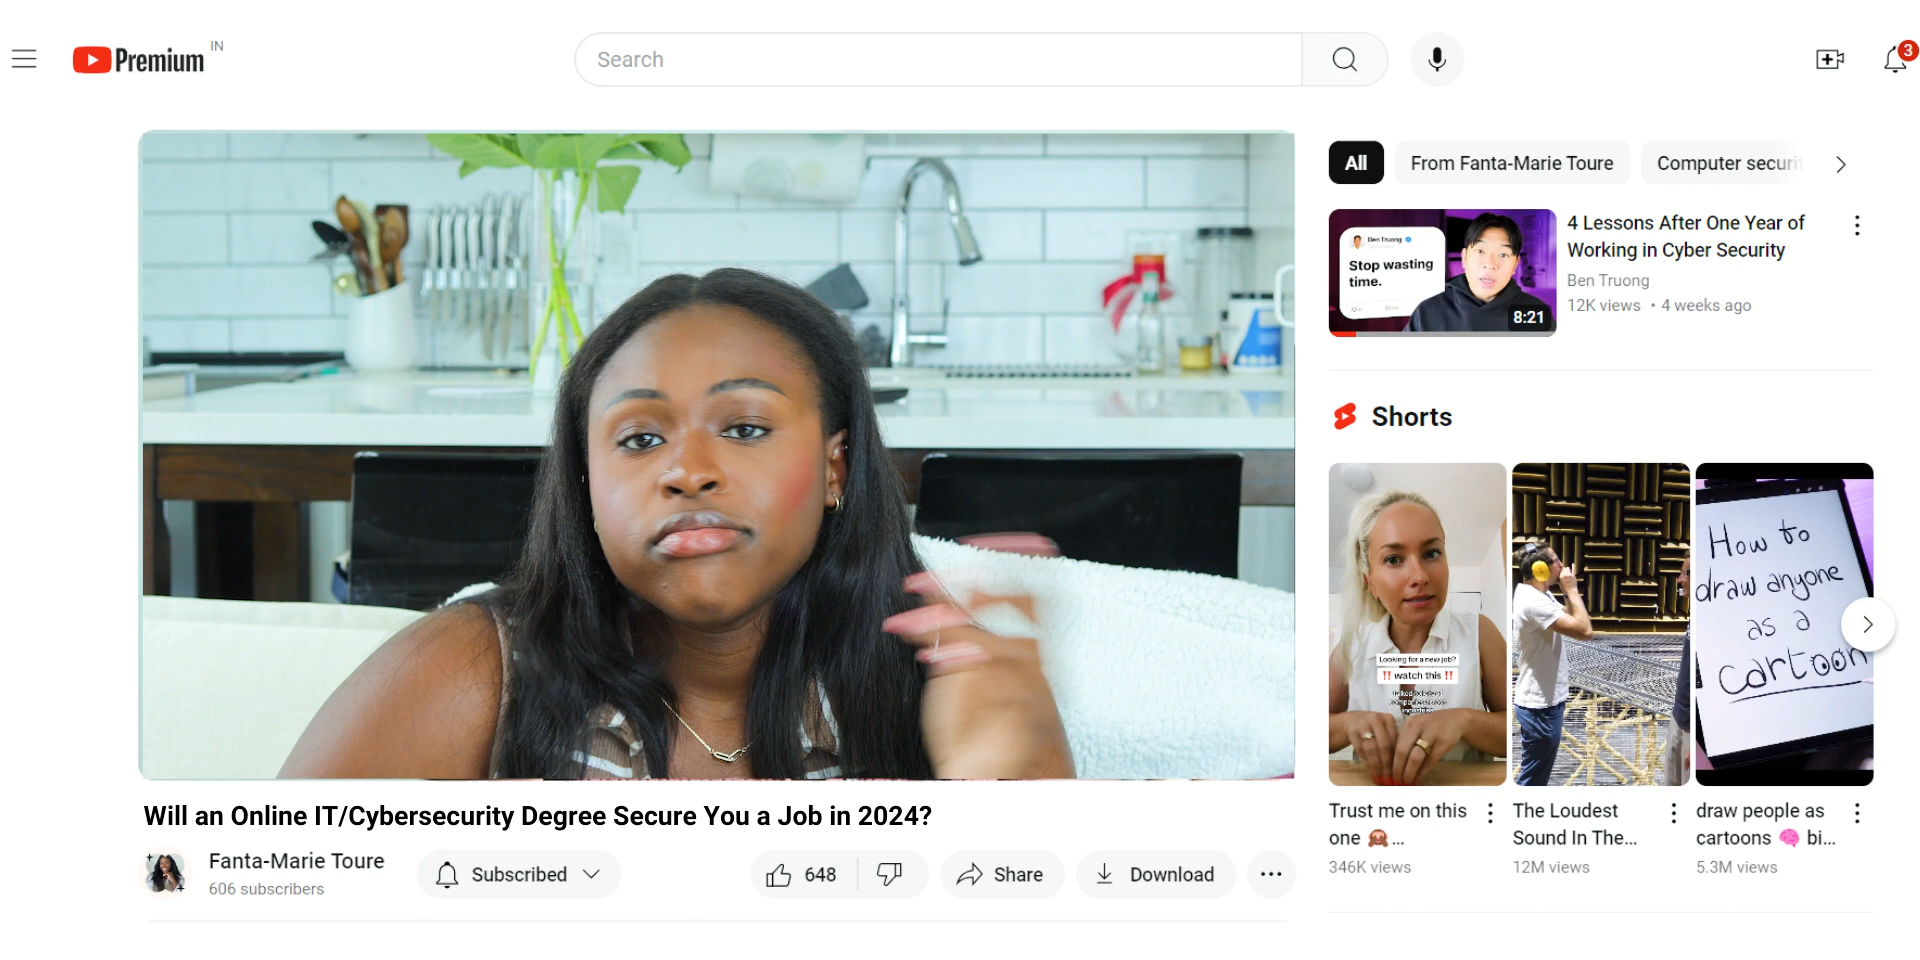 Premium IN
Search
3
All
From Fanta-Marie Toure
Computer securit
Ben Truong
Stop wasting
time.
8:21
4 Lessons After One Year of
Working in Cyber Security
Ben Truong
12K views • 4 weeks ago
Shorts
Looking for a new job?
‼ watch this ‼
How to
draw anyone
as a
cartoon
Trust me on this
one 🙈...
346K views
The Loudest
Sound In The...
12M views
draw people as
cartoons 🧠 bi...
5.3M views
Will an Online IT/Cybersecurity Degree Secure You a Job in 2024?
Fanta-Marie Toure
606 subscribers
Subscribed
648
Share
Download